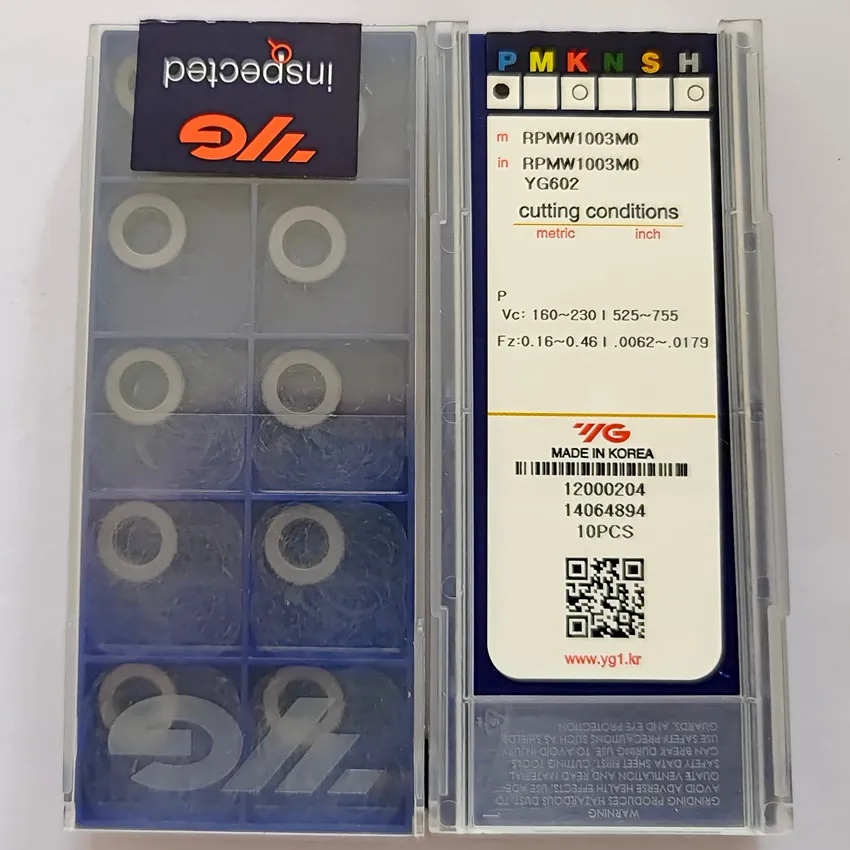 inspected
YG
YG
P M K N S H
m RPMW1003M0
in RPMW1003M0
YG602
cutting conditions
metric inch
P
Vc: 160~230 I 525~755
Fz:0.16~0.46 I .0062~.0179
YG
MADE IN KOREA
12000204
14064894
10PCS
www.yg1.kr
WARNING
GRINDING PRODUCES HAZARDOUS DUST. TO
AVOID ADVERSE HEALTH EFFECTS, USE ADE-
QUATE VENTILATION AND READ MATERIAL
SAFETY DATA SHEET FIRST. CUTTING TOOLS
CAN BREAK DURING USE. TO AVOID INJURY
USE SAFETY PRECAUTIONS SUCH AS SHIELDS
GUARDS, AND EYE PROTECTION.